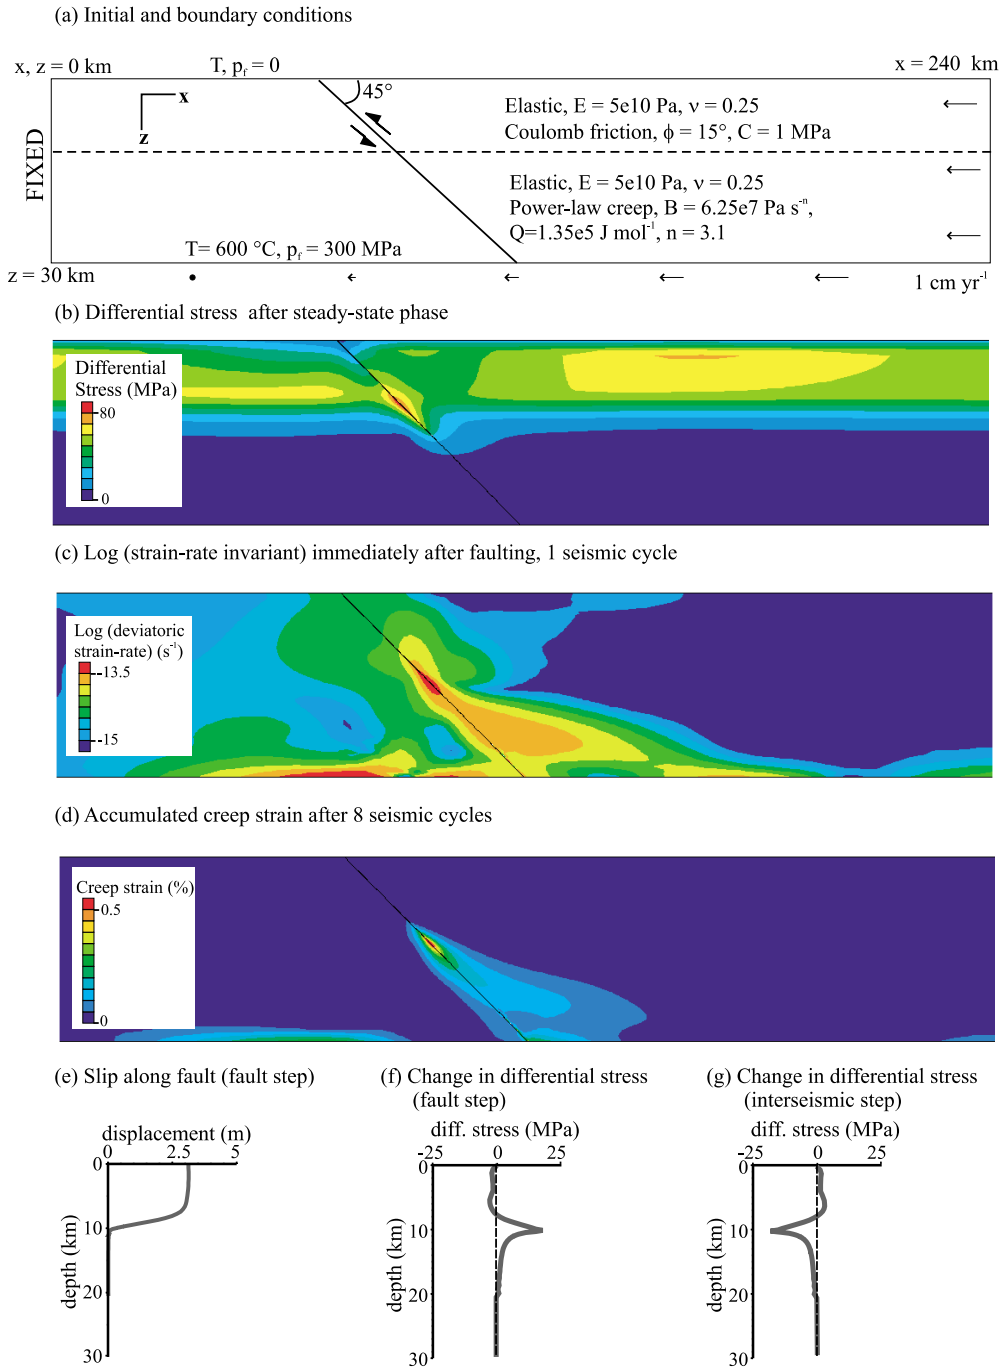 (a) Initial and boundary conditions
x, z = 0 km
T, p_f = 0
x = 240 km
45°
x
z
FIXED
Elastic, E = 5e10 Pa, ν = 0.25
Coulomb friction, ϕ = 15°, C = 1 MPa
Elastic, E = 5e10 Pa, ν = 0.25
Power-law creep, B = 6.25e7 Pa s⁻ⁿ,
Q=1.35e5 J mol⁻¹, n = 3.1
T= 600 °C, p_f = 300 MPa
z = 30 km
1 cm yr⁻¹
(b) Differential stress after steady-state phase
Differential
Stress (MPa)
80
0
(c) Log (strain-rate invariant) immediately after faulting, 1 seismic cycle
Log (deviatoric
strain-rate) (s⁻¹)
-13.5
-15
(d) Accumulated creep strain after 8 seismic cycles
Creep strain (%)
0.5
0
(e) Slip along fault (fault step)
displacement (m)
0 2.5 5
0
10
20
30
depth (km)
(f) Change in differential stress
(fault step)
diff. stress (MPa)
-25 0 25
0
10
20
30
depth (km)
(g) Change in differential stress
(interseismic step)
diff. stress (MPa)
-25 0 25
0
10
20
30
depth (km)